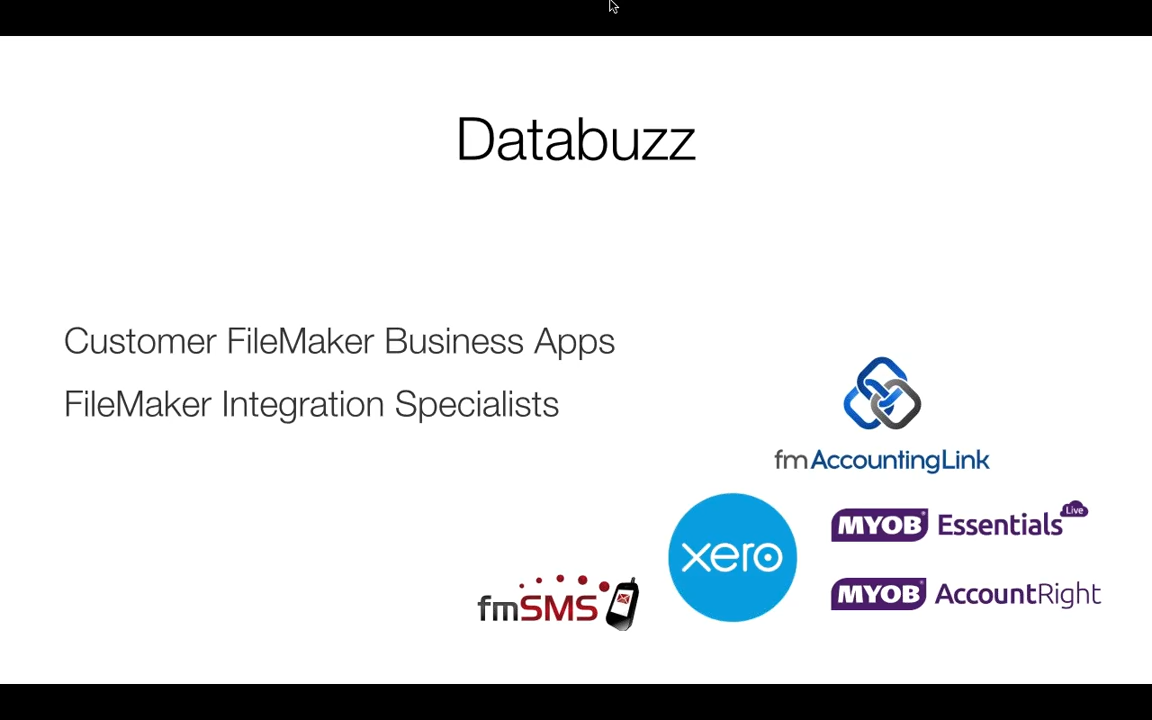 Databuzz
Customer FileMaker Business Apps
FileMaker Integration Specialists
fmAccountingLink
xero
MYOB Essentials Live
MYOB AccountRight
fmSMS